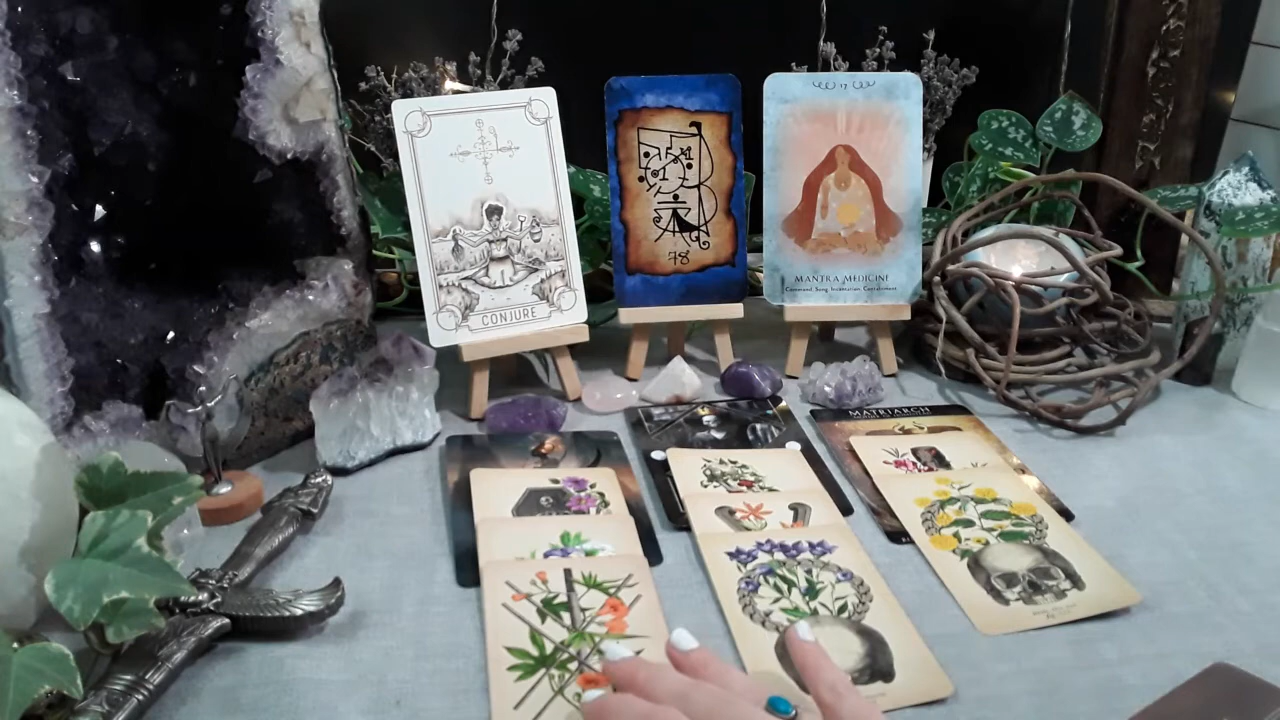 CONJURE
78
17
MANTRA MEDICINE
Command, Song, Incantation, Containment
MATRIARCH